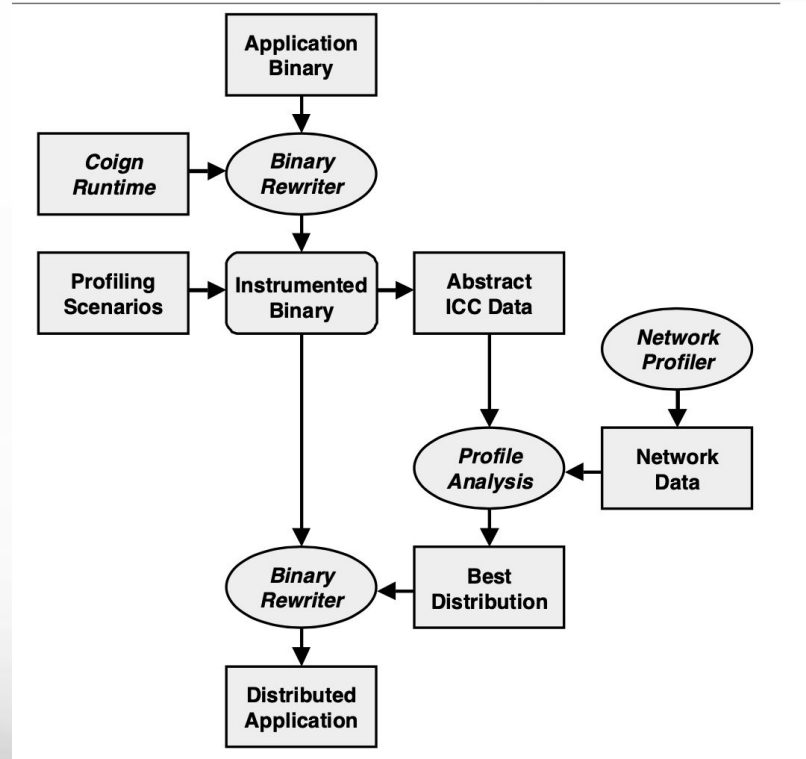 Application
Binary
Coign
Runtime
Binary
Rewriter
Profiling
Scenarios
Instrumented
Binary
Abstract
ICC Data
Network
Profiler
Profile
Analysis
Network
Data
Binary
Rewriter
Best
Distribution
Distributed
Application